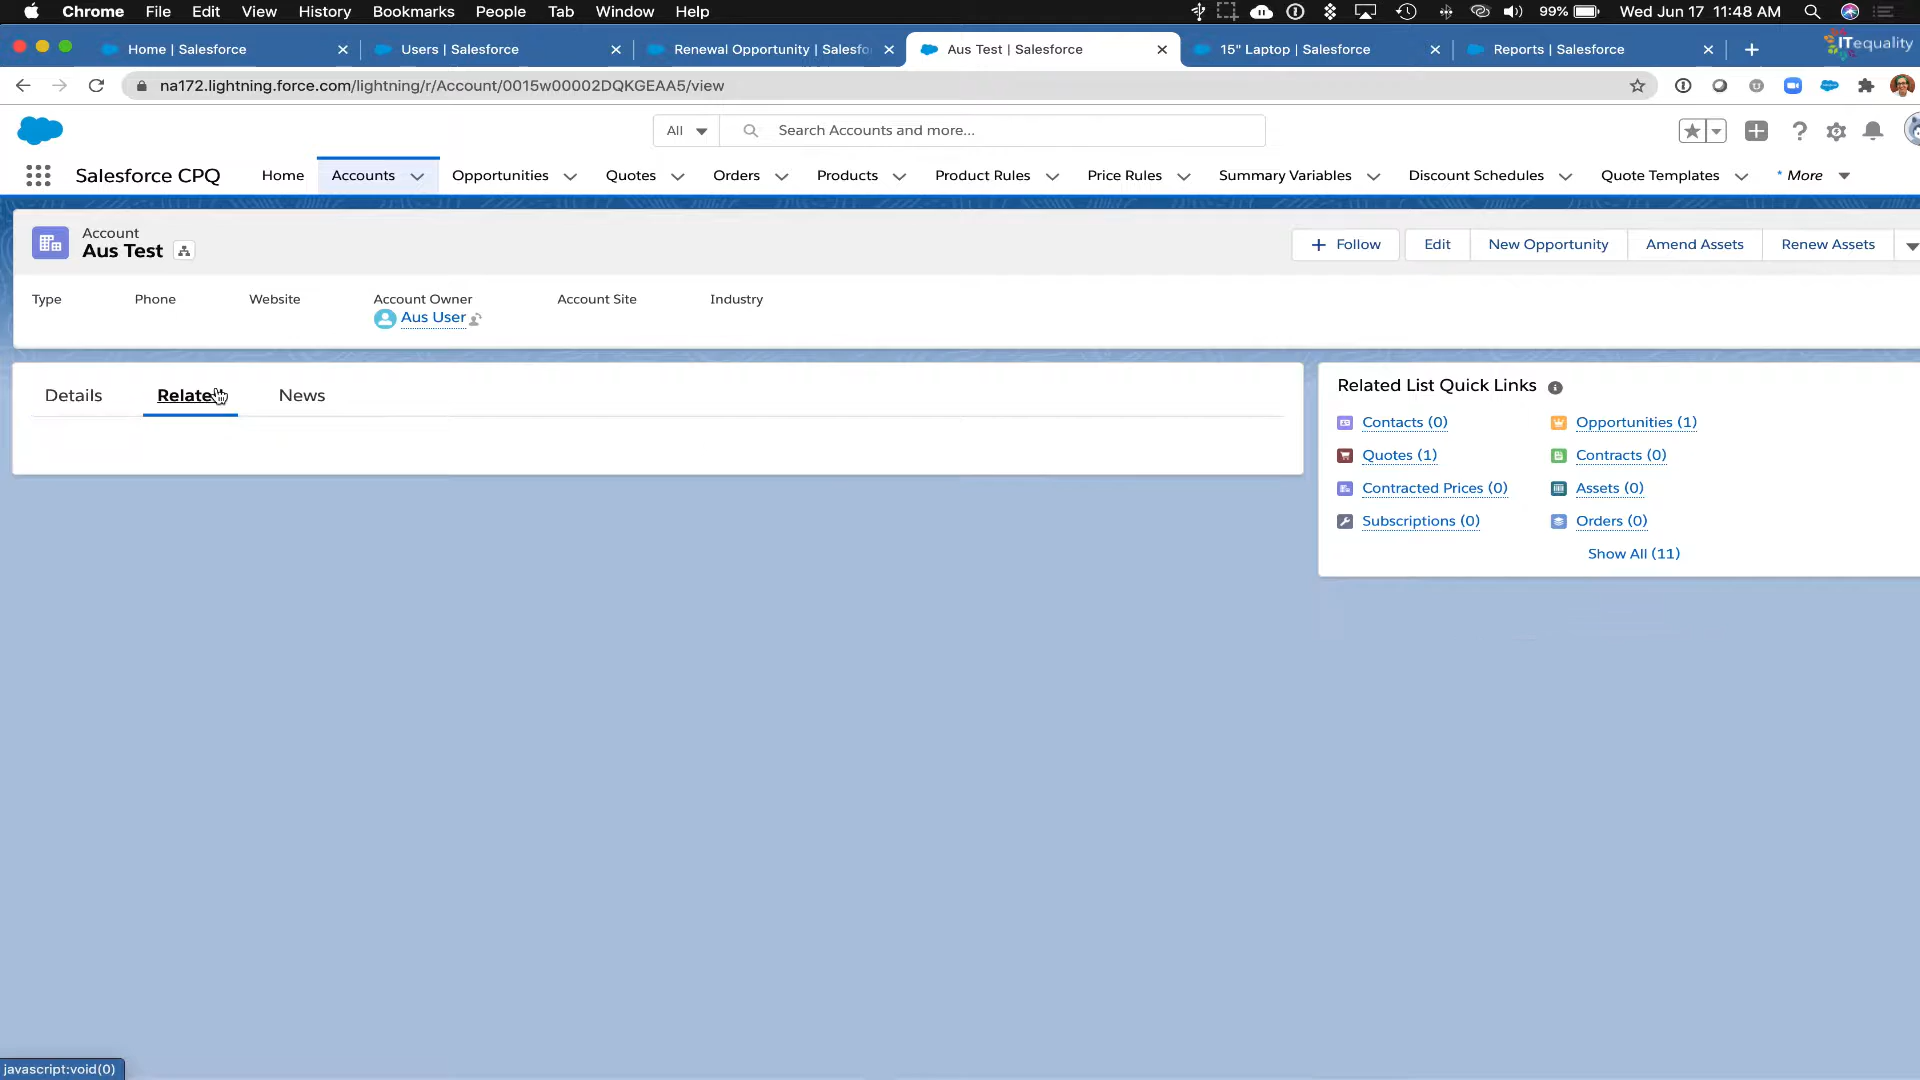 Chrome File Edit View History Bookmarks People Tab Window Help 99% Wed Jun 17 11:48 AM
Home | Salesforce Users | Salesforce Renewal Opportunity | Salesfo Aus Test | Salesforce 15" Laptop | Salesforce Reports | Salesforce ITequality
na172.lightning.force.com/lightning/r/Account/0015w00002DQKGEAA5/view
All Search Accounts and more...
Salesforce CPQ Home Accounts Opportunities Quotes Orders Products Product Rules Price Rules Summary Variables Discount Schedules Quote Templates * More
Account
Aus Test
Follow Edit New Opportunity Amend Assets Renew Assets
Type Phone Website Account Owner Account Site Industry
Aus User
Details Relate News
Related List Quick Links
Contacts (0) Opportunities (1)
Quotes (1) Contracts (0)
Contracted Prices (0) Assets (0)
Subscriptions (0) Orders (0)
Show All (11)
javascript:void(0)